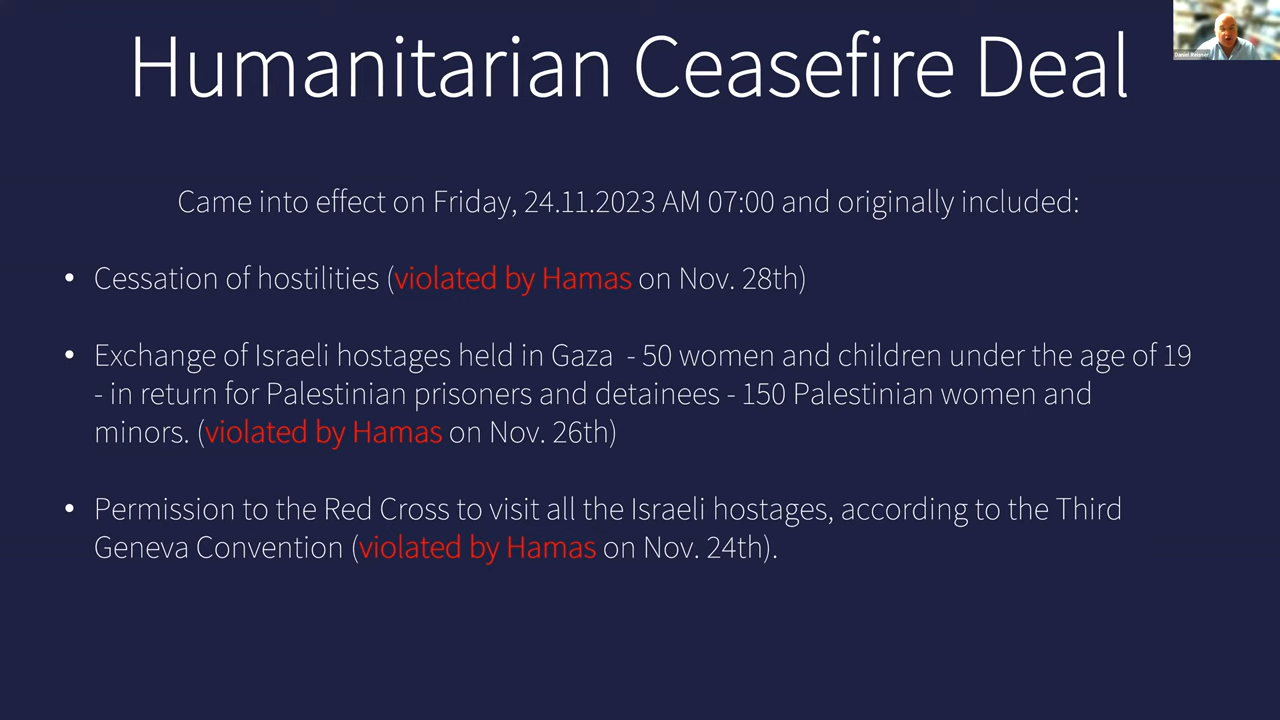 Humanitarian Ceasefire Deal
Daniel Reisner
Came into effect on Friday, 24.11.2023 AM 07:00 and originally included:
• Cessation of hostilities (violated by Hamas on Nov. 28th)
• Exchange of Israeli hostages held in Gaza - 50 women and children under the age of 19
- in return for Palestinian prisoners and detainees - 150 Palestinian women and
minors. (violated by Hamas on Nov. 26th)
• Permission to the Red Cross to visit all the Israeli hostages, according to the Third
Geneva Convention (violated by Hamas on Nov. 24th).